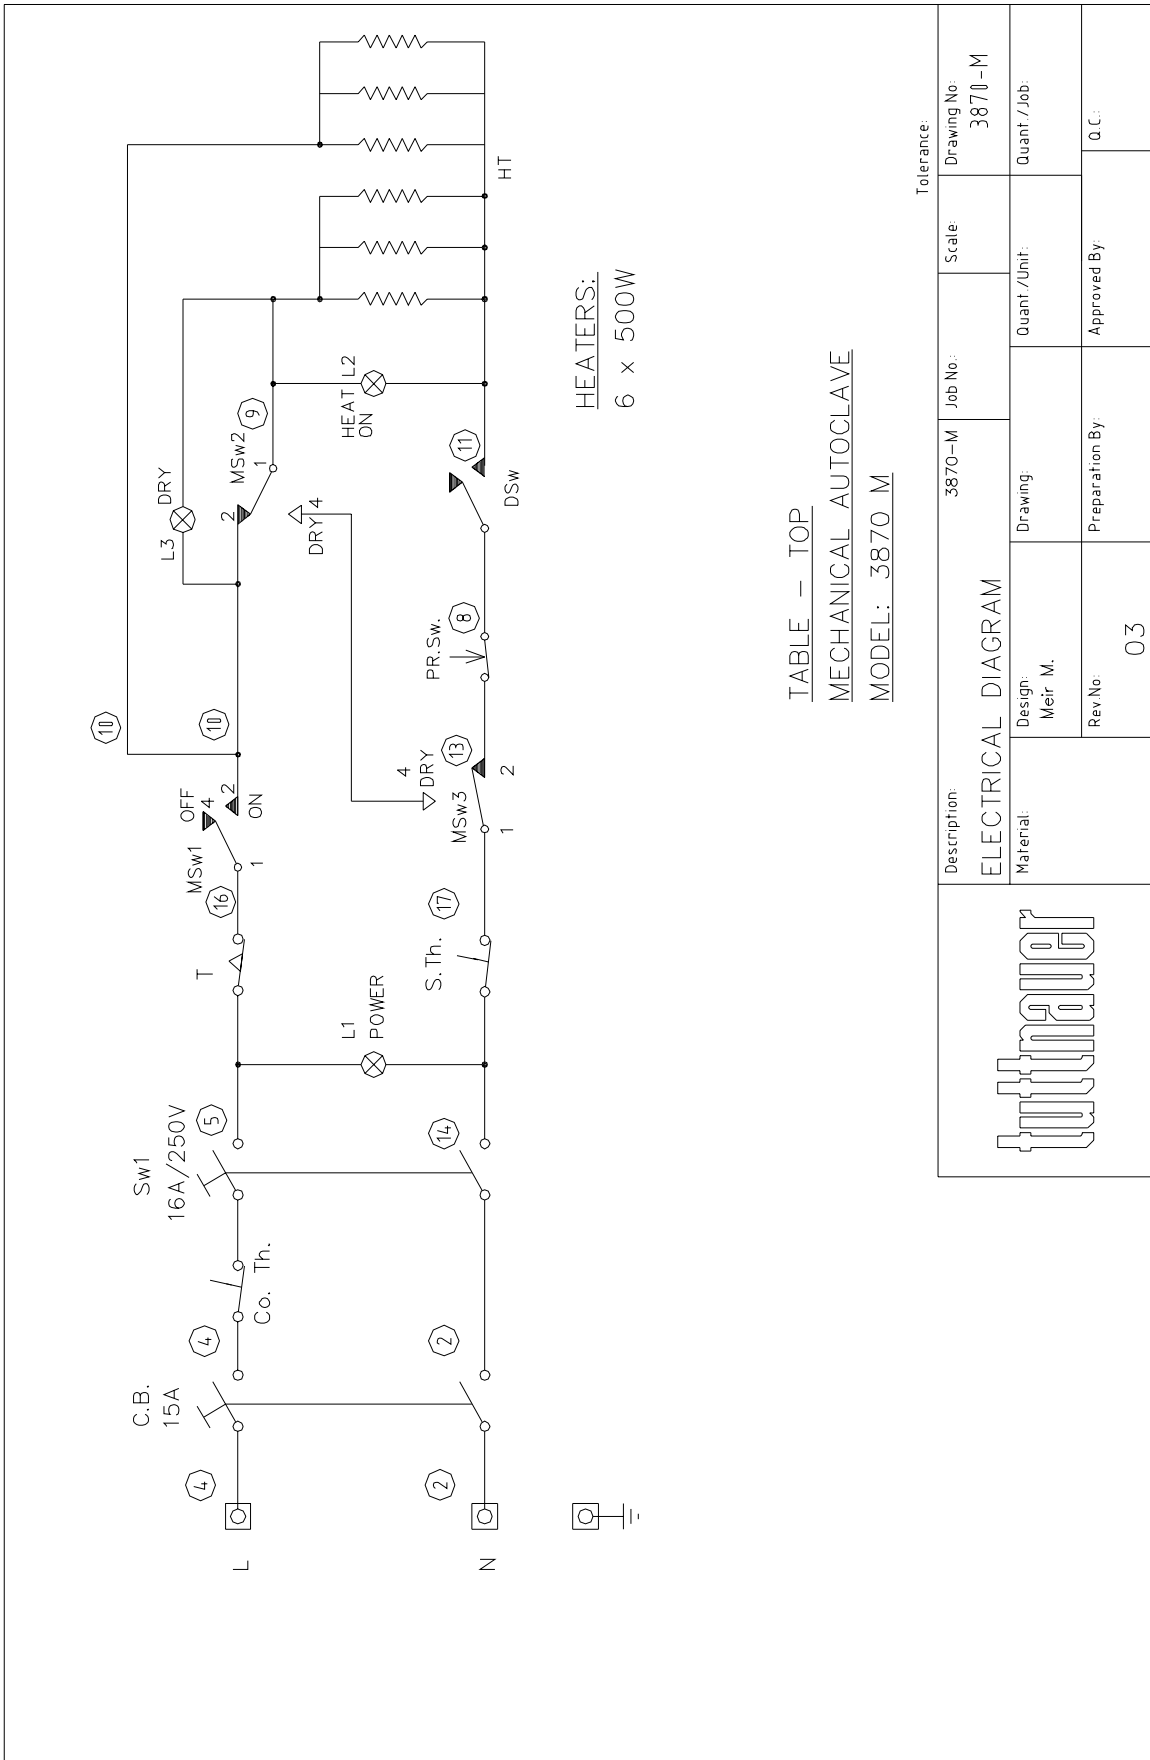 L
N
4
2
C.B.
15A
4
2
Co. Th.
Sw1
16A/250V
5
14
L1
POWER
T
S.Th.
16
17
MSw1
1
OFF
4
2
ON
MSw3
1
4
DRY
13
2
10
10
PR.Sw.
8
L3
DRY
2
MSw2
1
9
DRY 4
DSw
11
HEAT L2
ON
HT
HEATERS:
6 x 500W
TABLE - TOP
MECHANICAL AUTOCLAVE
MODEL: 3870 M
Tolerance:
tuttnauer
Description:
3870-M
ELECTRICAL DIAGRAM
Job No.:
Scale:
Drawing No:
3870-M
Material:
Design:
Meir M.
Drawing:
Quant./Unit:
Quant./Job:
Rev.No:
03
Preparation By:
Approved By:
Q.C.: